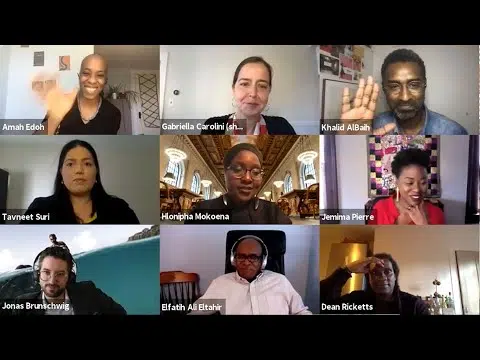 Amah Edoh
Gabriella Carolini (sh...
Khalid AlBaih
Tavneet Suri
Hlonipha Mokoena
Jemima Pierre
Jonas Brunschwig
Elfatih Ali Eltahir
Dean Ricketts